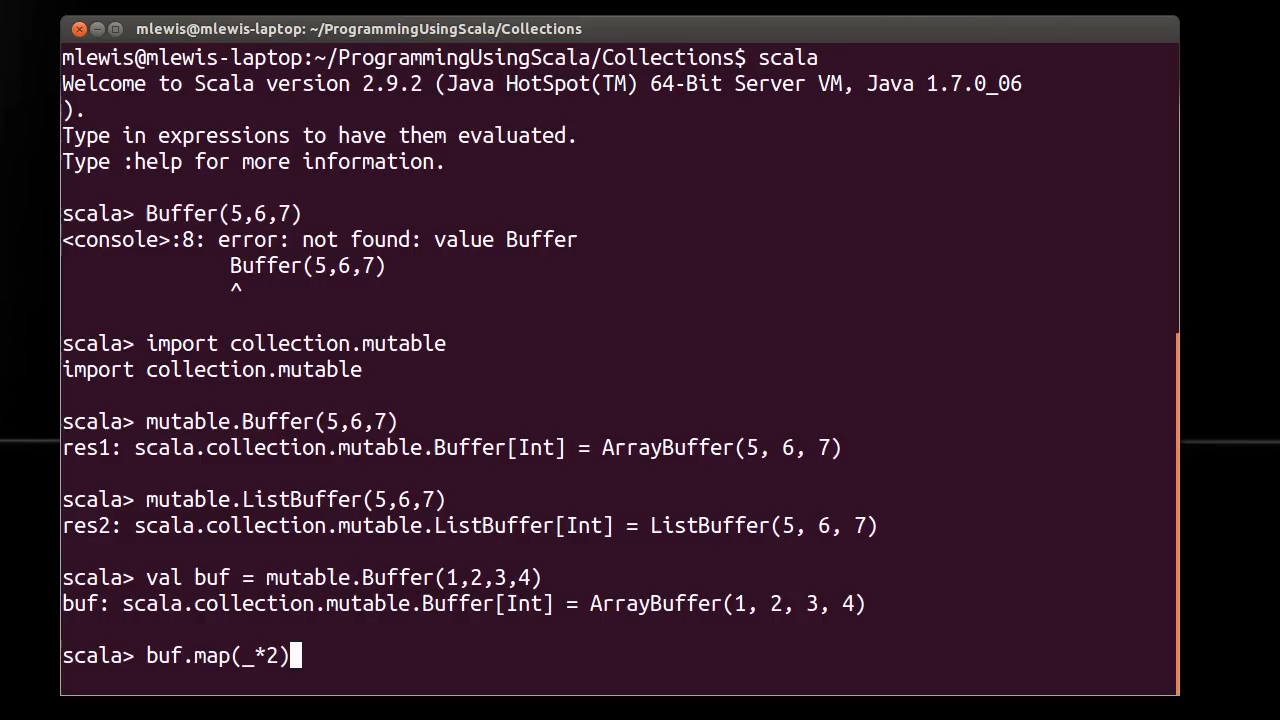 mlewis@mlewis-laptop: ~/ProgrammingUsingScala/Collections
mlewis@mlewis-laptop:~/ProgrammingUsingScala/Collections$ scala
Welcome to Scala version 2.9.2 (Java HotSpot(TM) 64-Bit Server VM, Java 1.7.0_06
).
Type in expressions to have them evaluated.
Type :help for more information.
scala> Buffer(5,6,7)
<console>:8: error: not found: value Buffer
Buffer(5,6,7)
^
scala> import collection.mutable
import collection.mutable
scala> mutable.Buffer(5,6,7)
res1: scala.collection.mutable.Buffer[Int] = ArrayBuffer(5, 6, 7)
scala> mutable.ListBuffer(5,6,7)
res2: scala.collection.mutable.ListBuffer[Int] = ListBuffer(5, 6, 7)
scala> val buf = mutable.Buffer(1,2,3,4)
buf: scala.collection.mutable.Buffer[Int] = ArrayBuffer(1, 2, 3, 4)
scala> buf.map(_*2)